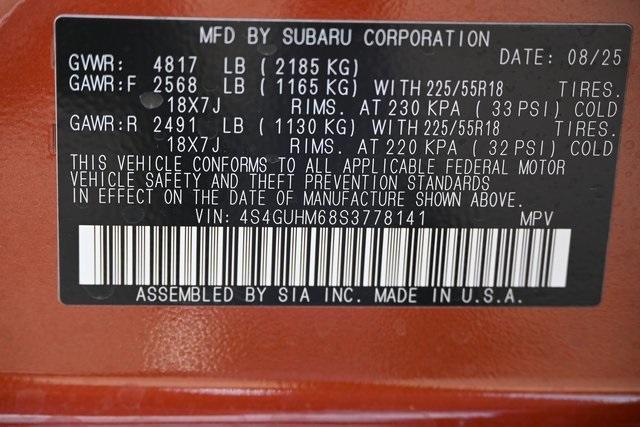 MFD BY SUBARU CORPORATION
DATE: 08/25
GVWR: 4817 LB ( 2185 KG)
GAWR:F 2568 LB ( 1165 KG) WITH 225/55R18 TIRES.
18X7J RIMS. AT 230 KPA ( 33 PSI) COLD
GAWR:R 2491 LB ( 1130 KG) WITH 225/55R18 TIRES.
18X7J RIMS. AT 220 KPA ( 32 PSI) COLD
THIS VEHICLE CONFORMS TO ALL APPLICABLE FEDERAL MOTOR
VEHICLE SAFETY AND THEFT PREVENTION STANDARDS
IN EFFECT ON THE DATE OF MANUFACTURE SHOWN ABOVE.
VIN: 4S4GUHM68S3778141 MPV
ASSEMBLED BY SIA INC. MADE IN U.S.A.